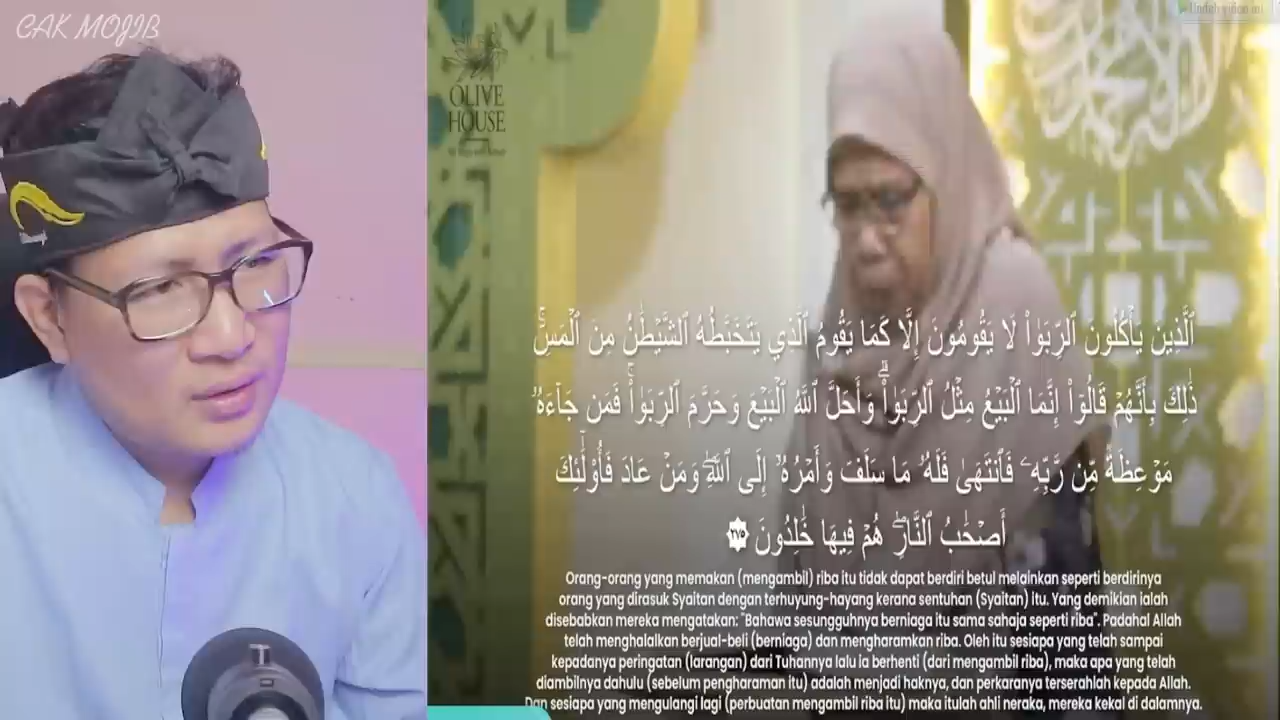 CAK MOJIB
OLIVE
HOUSE
ٱلَّذِينَ يَأۡكُلُونَ ٱلرِّبَوٰاْ لَا يَقُومُونَ إِلَّا كَمَا يَقُومُ ٱلَّذِي يَتَخَبَّطُهُ ٱلشَّيۡطَٰنُ مِنَ ٱلۡمَسِّۚ
ذَٰلِكَ بِأَنَّهُمۡ قَالُوٓاْ إِنَّمَا ٱلۡبَيۡعُ مِثۡلُ ٱلرِّبَوٰاْۗ وَأَحَلَّ ٱللَّهُ ٱلۡبَيۡعَ وَحَرَّمَ ٱلرِّبَوٰاْۚ فَمَن جَآءَهُۥ
مَوۡعِظَةٞ مِّن رَّبِّهِۦ فَٱنتَهَىٰ فَلَهُۥ مَا سَلَفَ وَأَمۡرُهُۥٓ إِلَى ٱللَّهِۖ وَمَنۡ عَادَ فَأُوْلَٰٓئِكَ
أَصۡحَٰبُ ٱلنَّارِۖ هُمۡ فِيهَا خَٰلِدُونَ ٢٧٥
Orang-orang yang memakan (mengambil) riba itu tidak dapat berdiri betul melainkan seperti berdirinya
orang yang dirasuk Syaitan dengan terhuyung-hayang kerana sentuhan (Syaitan) itu. Yang demikian ialah
disebabkan mereka mengatakan: "Bahawa sesungguhnya berniaga itu sama sahaja seperti riba". Padahal Allah
telah menghalalkan berjual-beli (berniaga) dan mengharamkan riba. Oleh itu sesiapa yang telah sampai
kepadanya peringatan (larangan) dari Tuhannya lalu ia berhenti (dari mengambil riba), maka apa yang telah
diambilnya dahulu (sebelum pengharaman itu) adalah menjadi haknya, dan perkaranya terserahlah kepada Allah.
Dan sesiapa yang mengulangi lagi (perbuatan mengambil riba itu) maka itulah ahli neraka, mereka kekal di dalamnya.